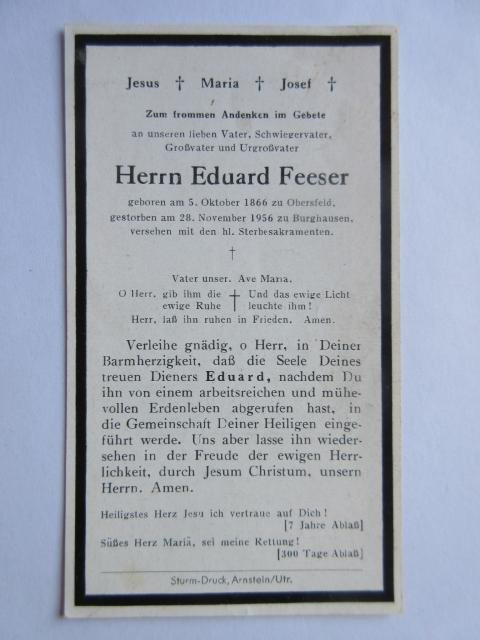 Jesus † Maria † Josef †
Zum frommen Andenken im Gebete
an unseren lieben Vater, Schwiegervater,
Großvater und Urgroßvater
Herrn Eduard Feeser
geboren am 5. Oktober 1866 zu Obersfeld,
gestorben am 28. November 1956 zu Burghausen,
versehen mit den hl. Sterbesakramenten.
†
Vater unser. Ave Maria.
O Herr, gib ihm die † Und das ewige Licht
ewige Ruhe leuchte ihm!
Herr, laß ihn ruhen in Frieden. Amen.
Verleihe gnädig, o Herr, in Deiner
Barmherzigkeit, daß die Seele Deines
treuen Dieners Eduard, nachdem Du
ihn von einem arbeitsreichen und mühe-
vollen Erdenleben abgerufen hast, in
die Gemeinschaft Deiner Heiligen einge-
führt werde. Uns aber lasse ihn wieder-
sehen in der Freude der ewigen Herr-
lichkeit, durch Jesum Christum, unsern
Herrn. Amen.
Heiligstes Herz Jesu ich vertraue auf Dich!
[7 Jahre Ablaß]
Süßes Herz Mariä, sei meine Rettung!
[300 Tage Ablaß]
Sturm-Druck, Arnstein/Utr.